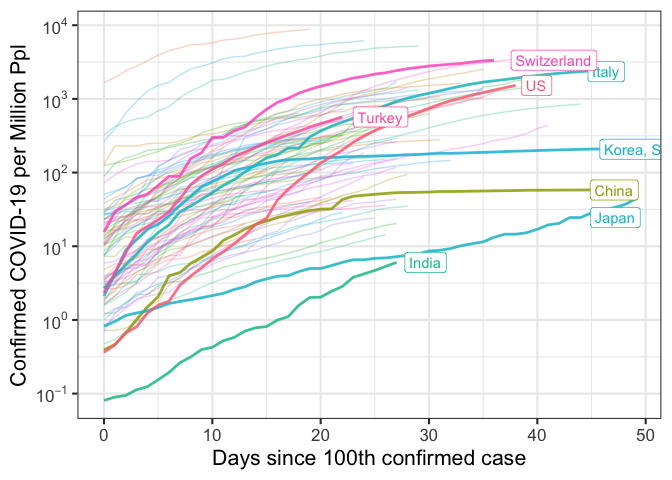 Confirmed COVID-19 per Million Ppl
10⁴
10³
10²
10¹
10⁰
10⁻¹
Switzerland
Italy
US
Turkey
Korea, S
China
Japan
India
0
10
20
30
40
50
Days since 100th confirmed case